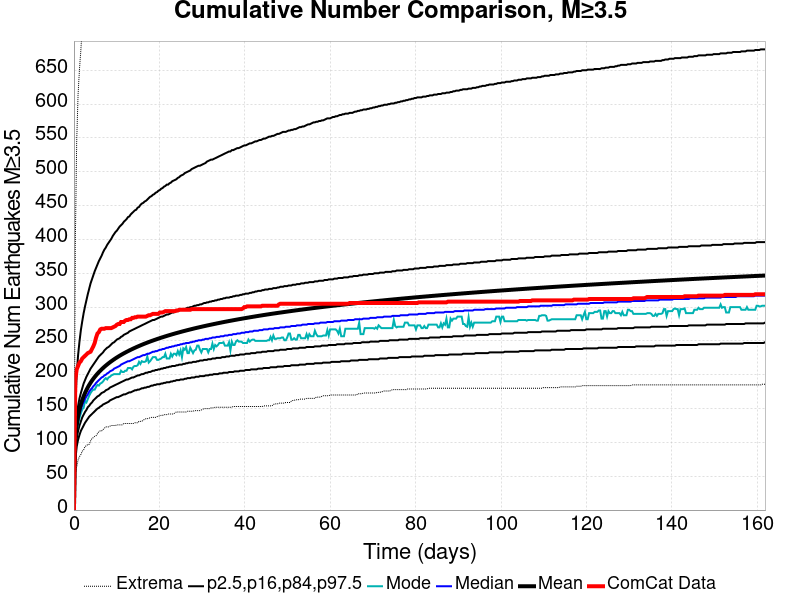 Cumulative Number Comparison, M≥3.5
Cumulative Num Earthquakes M≥3.5
650
600
550
500
450
400
350
300
250
200
150
100
50
0
0 20 40 60 80 100 120 140 160
Time (days)
Extrema p2.5,p16,p84,p97.5 Mode Median Mean ComCat Data